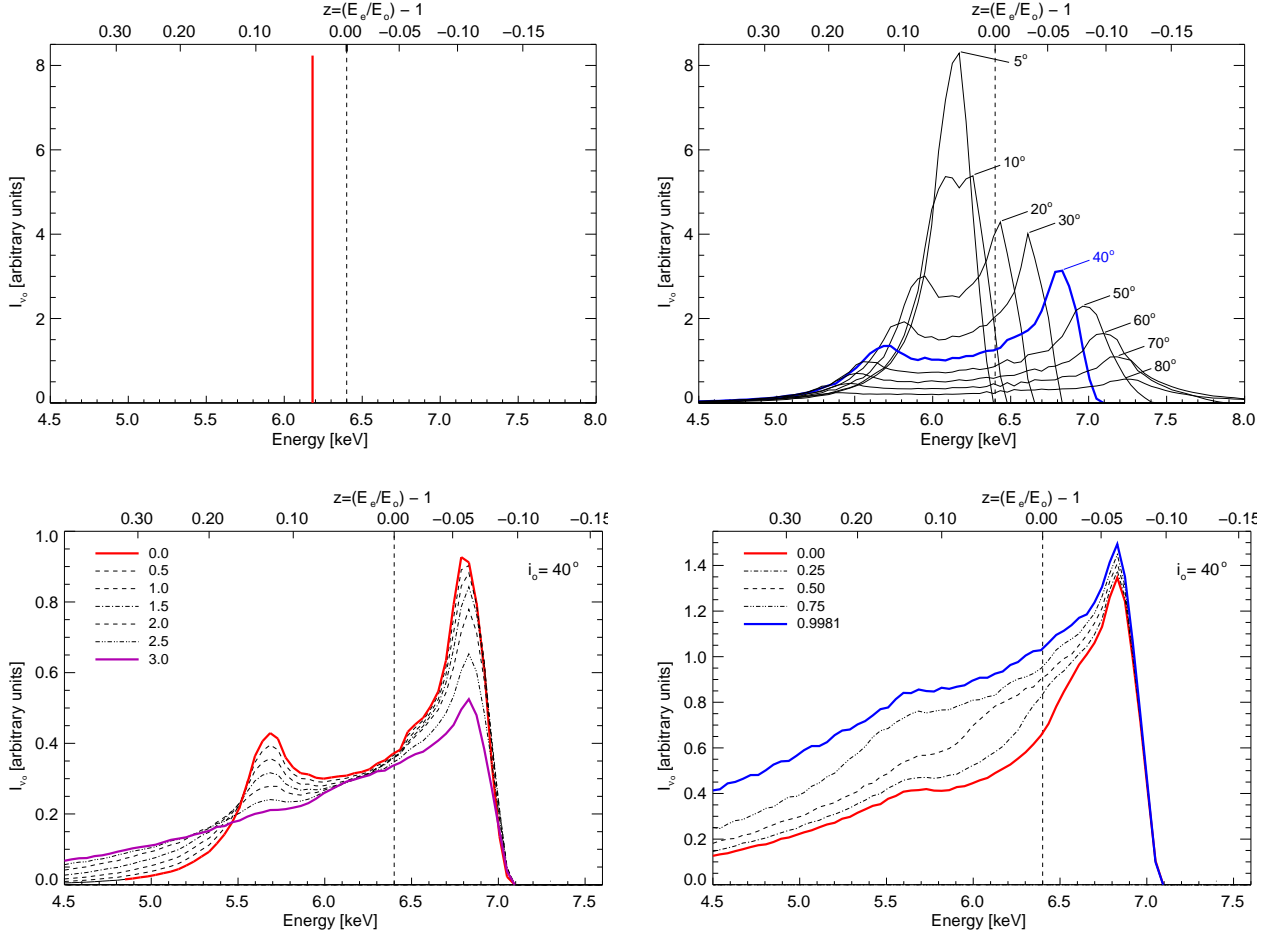 z=(E_e/E_o) – 1
0.30 0.20 0.10 0.00 −0.05 −0.10 −0.15
8
6
4
2
0
I_ν_o [arbitrary units]
4.5 5.0 5.5 6.0 6.5 7.0 7.5 8.0
Energy [keV]
z=(E_e/E_o) – 1
0.30 0.20 0.10 0.00 −0.05 −0.10 −0.15
8
6
4
2
0
I_ν_o [arbitrary units]
5°
10°
20°
30°
40°
50°
60°
70°
80°
4.5 5.0 5.5 6.0 6.5 7.0 7.5 8.0
Energy [keV]
z=(E_e/E_o) – 1
0.30 0.20 0.10 0.00 −0.05 −0.10 −0.15
1.0
0.8
0.6
0.4
0.2
0.0
I_ν_o [arbitrary units]
0.0
0.5
1.0
1.5
2.0
2.5
3.0
i_o= 40°
4.5 5.0 5.5 6.0 6.5 7.0 7.5
Energy [keV]
z=(E_e/E_o) – 1
0.30 0.20 0.10 0.00 −0.05 −0.10 −0.15
1.4
1.2
1.0
0.8
0.6
0.4
0.2
0.0
I_ν_o [arbitrary units]
0.00
0.25
0.50
0.75
0.9981
i_o= 40°
4.5 5.0 5.5 6.0 6.5 7.0 7.5
Energy [keV]